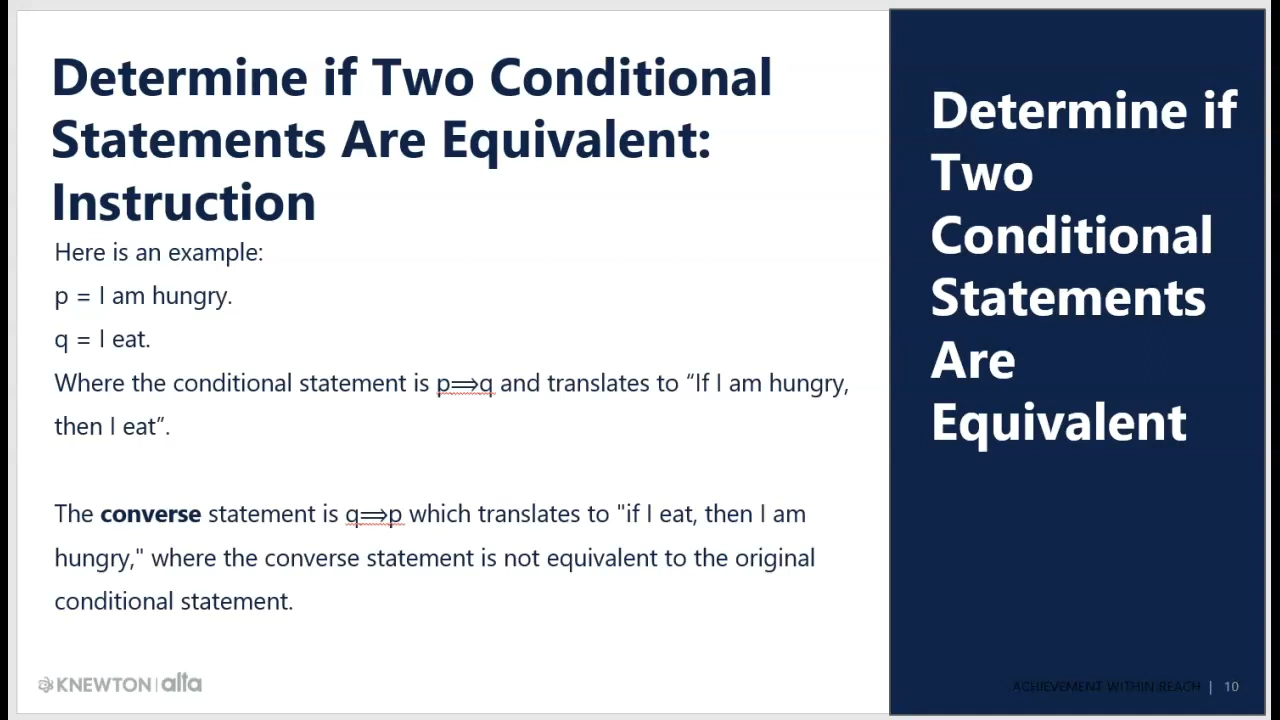 Determine if Two Conditional
Statements Are Equivalent:
Instruction
Here is an example:
p = I am hungry.
q = I eat.
Where the conditional statement is p⟹q and translates to “If I am hungry,
then I eat”.
The converse statement is q⟹p which translates to "if I eat, then I am
hungry," where the converse statement is not equivalent to the original
conditional statement.
KNEWTON | alta
Determine if
Two
Conditional
Statements
Are
Equivalent
ACHIEVEMENT WITHIN REACH | 10